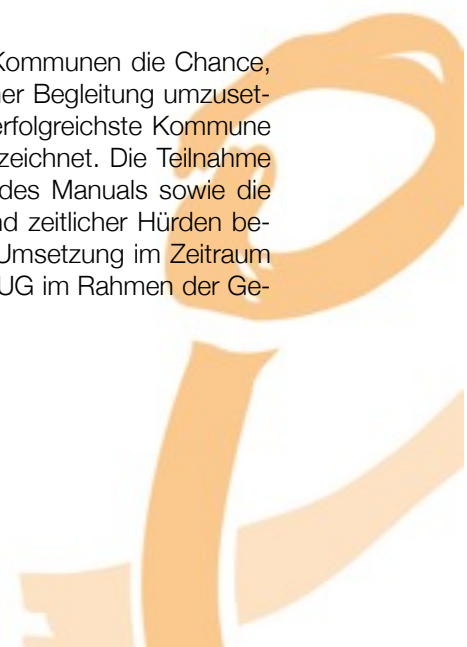 Kommunen die Chance,
ner Begleitung umzuset-
erfolgreichste Kommune
zeichnet. Die Teilnahme
des Manuals sowie die
nd zeitlicher Hürden be-
Umsetzung im Zeitraum
UG im Rahmen der Ge-